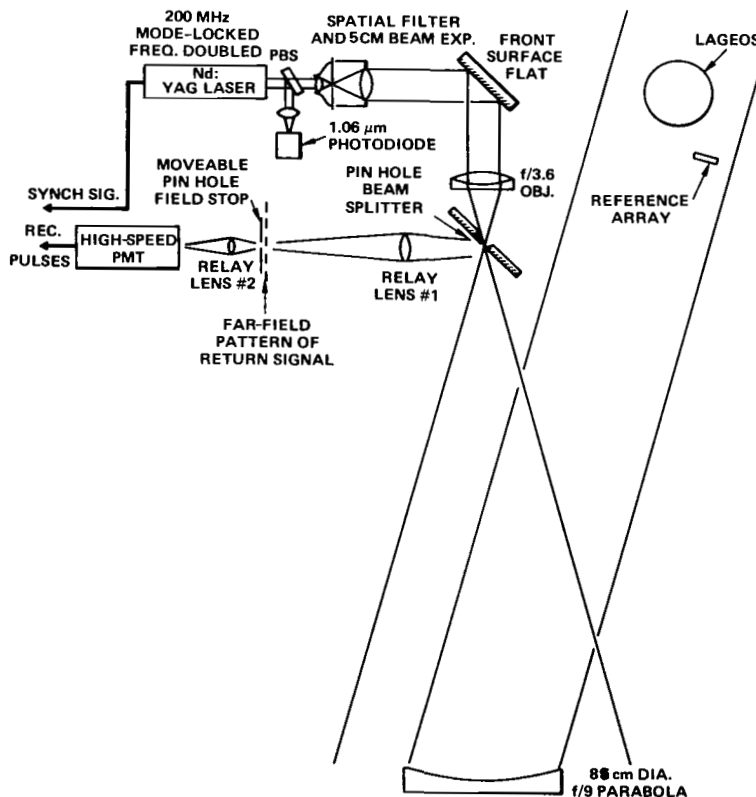 200 MHz
MODE-LOCKED
FREQ. DOUBLED
Nd:
YAG LASER
PBS
SPATIAL FILTER
AND 5CM BEAM EXP.
FRONT
SURFACE
FLAT
LAGEOS
1.06 μm
PHOTODIODE
MOVEABLE
PIN HOLE
FIELD STOP
PIN HOLE
BEAM
SPLITTER
f/3.6
OBJ.
REFERENCE
ARRAY
SYNCH SIG.
REC.
PULSES
HIGH-SPEED
PMT
RELAY
LENS #2
RELAY
LENS #1
FAR-FIELD
PATTERN OF
RETURN SIGNAL
cm DIA.
f/9 PARABOLA